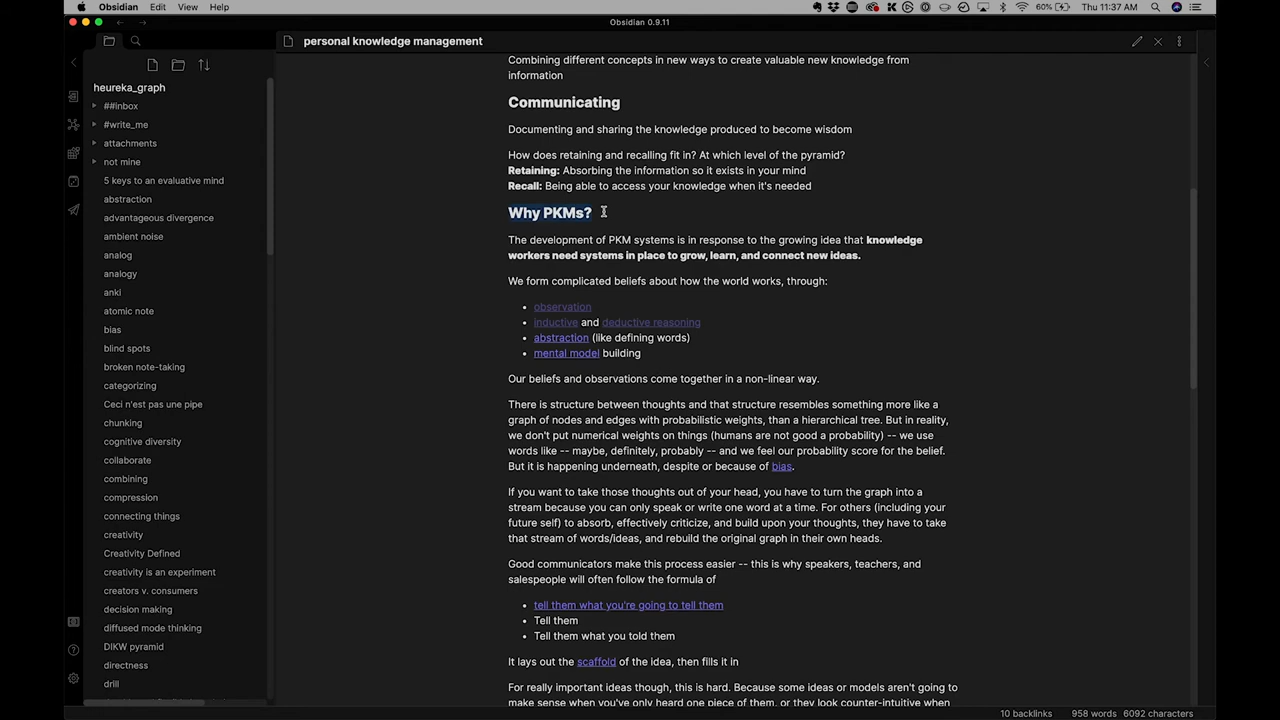 Obsidian Edit View Help
60% Thu 11:37 AM
Obsidian 0.9.11
personal knowledge management
heureka_graph
##inbox
#write_me
attachments
not mine
5 keys to an evaluative mind
abstraction
advantageous difference
ambient noise
analog
analogy
anki
atomic note
bias
blind spots
broken note-taking
categorizing
Ceci n'est pas une pipe
chunking
cognitive diversity
collaborate
combining
compression
connecting things
creativity
Creativity Defined
creativity is an experiment
creators v. consumers
decision making
diffused mode thinking
DIKW pyramid
directness
drill
Combining different concepts in new ways to create valuable new knowledge from
information
Communicating
Documenting and sharing the knowledge produced to become wisdom
How does retaining and recalling fit in? At which level of the pyramid?
Retaining: Absorbing the information so it exists in your mind
Recall: Being able to access your knowledge when it's needed
Why PKMs?
The development of PKM systems is in response to the growing idea that knowledge
workers need systems in place to grow, learn, and connect new ideas.
We form complicated beliefs about how the world works, through:
• observation
• inductive and deductive reasoning
• abstraction (like defining words)
• mental model building
Our beliefs and observations come together in a non-linear way.
There is structure between thoughts and that structure resembles something more like a
graph of nodes and edges with probabilistic weights, than a hierarchical tree. But in reality,
we don't put numerical weights on things (humans are not good a probability) -- we use
words like -- maybe, definitely, probably -- and we feel our probability score for the belief.
But it is happening underneath, despite or because of bias.
If you want to take those thoughts out of your head, you have to turn the graph into a
stream because you can only speak or write one word at a time. For others (including your
future self) to absorb, effectively criticize, and build upon your thoughts, they have to take
that stream of words/ideas, and rebuild the original graph in their own heads.
Good communicators make this process easier -- this is why speakers, teachers, and
salespeople will often follow the formula of
• tell them what you're going to tell them
• Tell them
• Tell them what you told them
It lays out the scaffold of the idea, then fills it in
For really important ideas though, this is hard. Because some ideas or models aren't going to
make sense when you've only heard one piece of them, or they look counter-intuitive when
10 backlinks 958 words 6092 characters